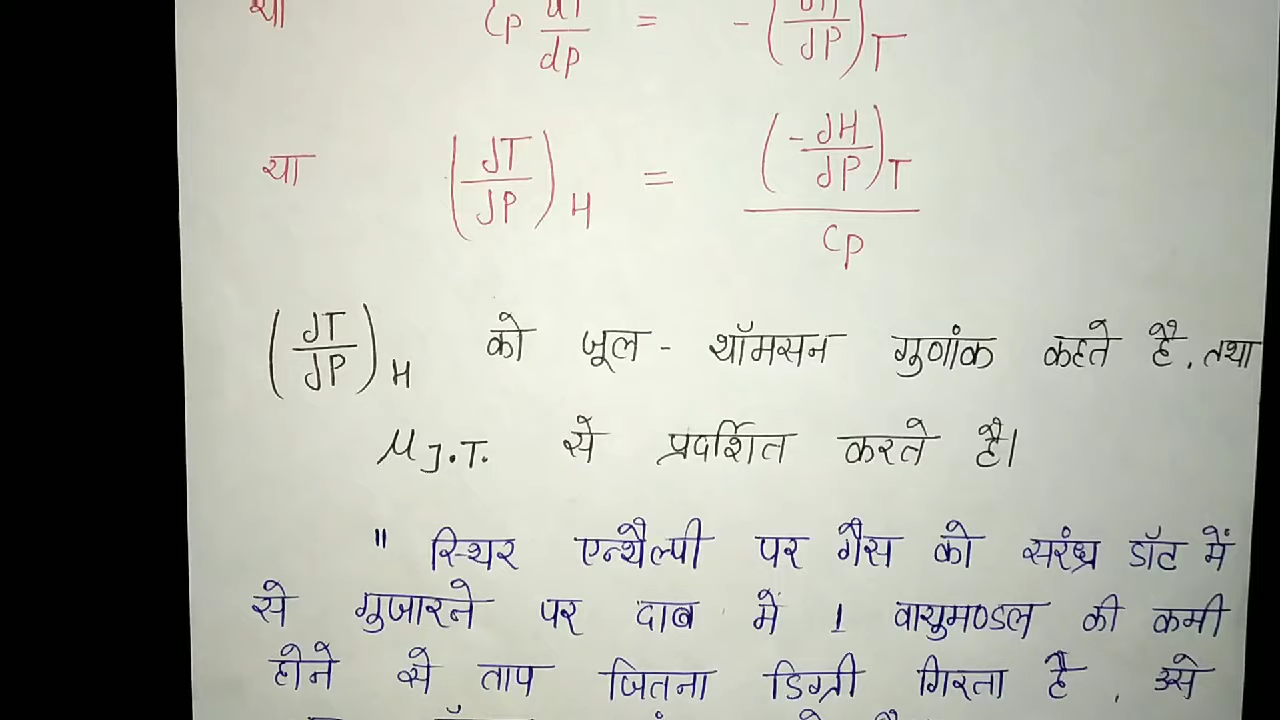 या Cp dT/dP = -(∂H/∂P)T
या (∂T/∂P)H = (-∂H/∂P)T / Cp
(∂T/∂P)H को जूल - थॉमसन गुणांक कहते है, तथा
μJ.T. से प्रदर्शित करते है।
" स्थिर एन्थैल्पी पर गैस को सरंध्र डॉट में
से गुजारने पर दाब में 1 वायुमण्डल की कमी
होने से ताप जितना डिग्री गिरता है , उसे